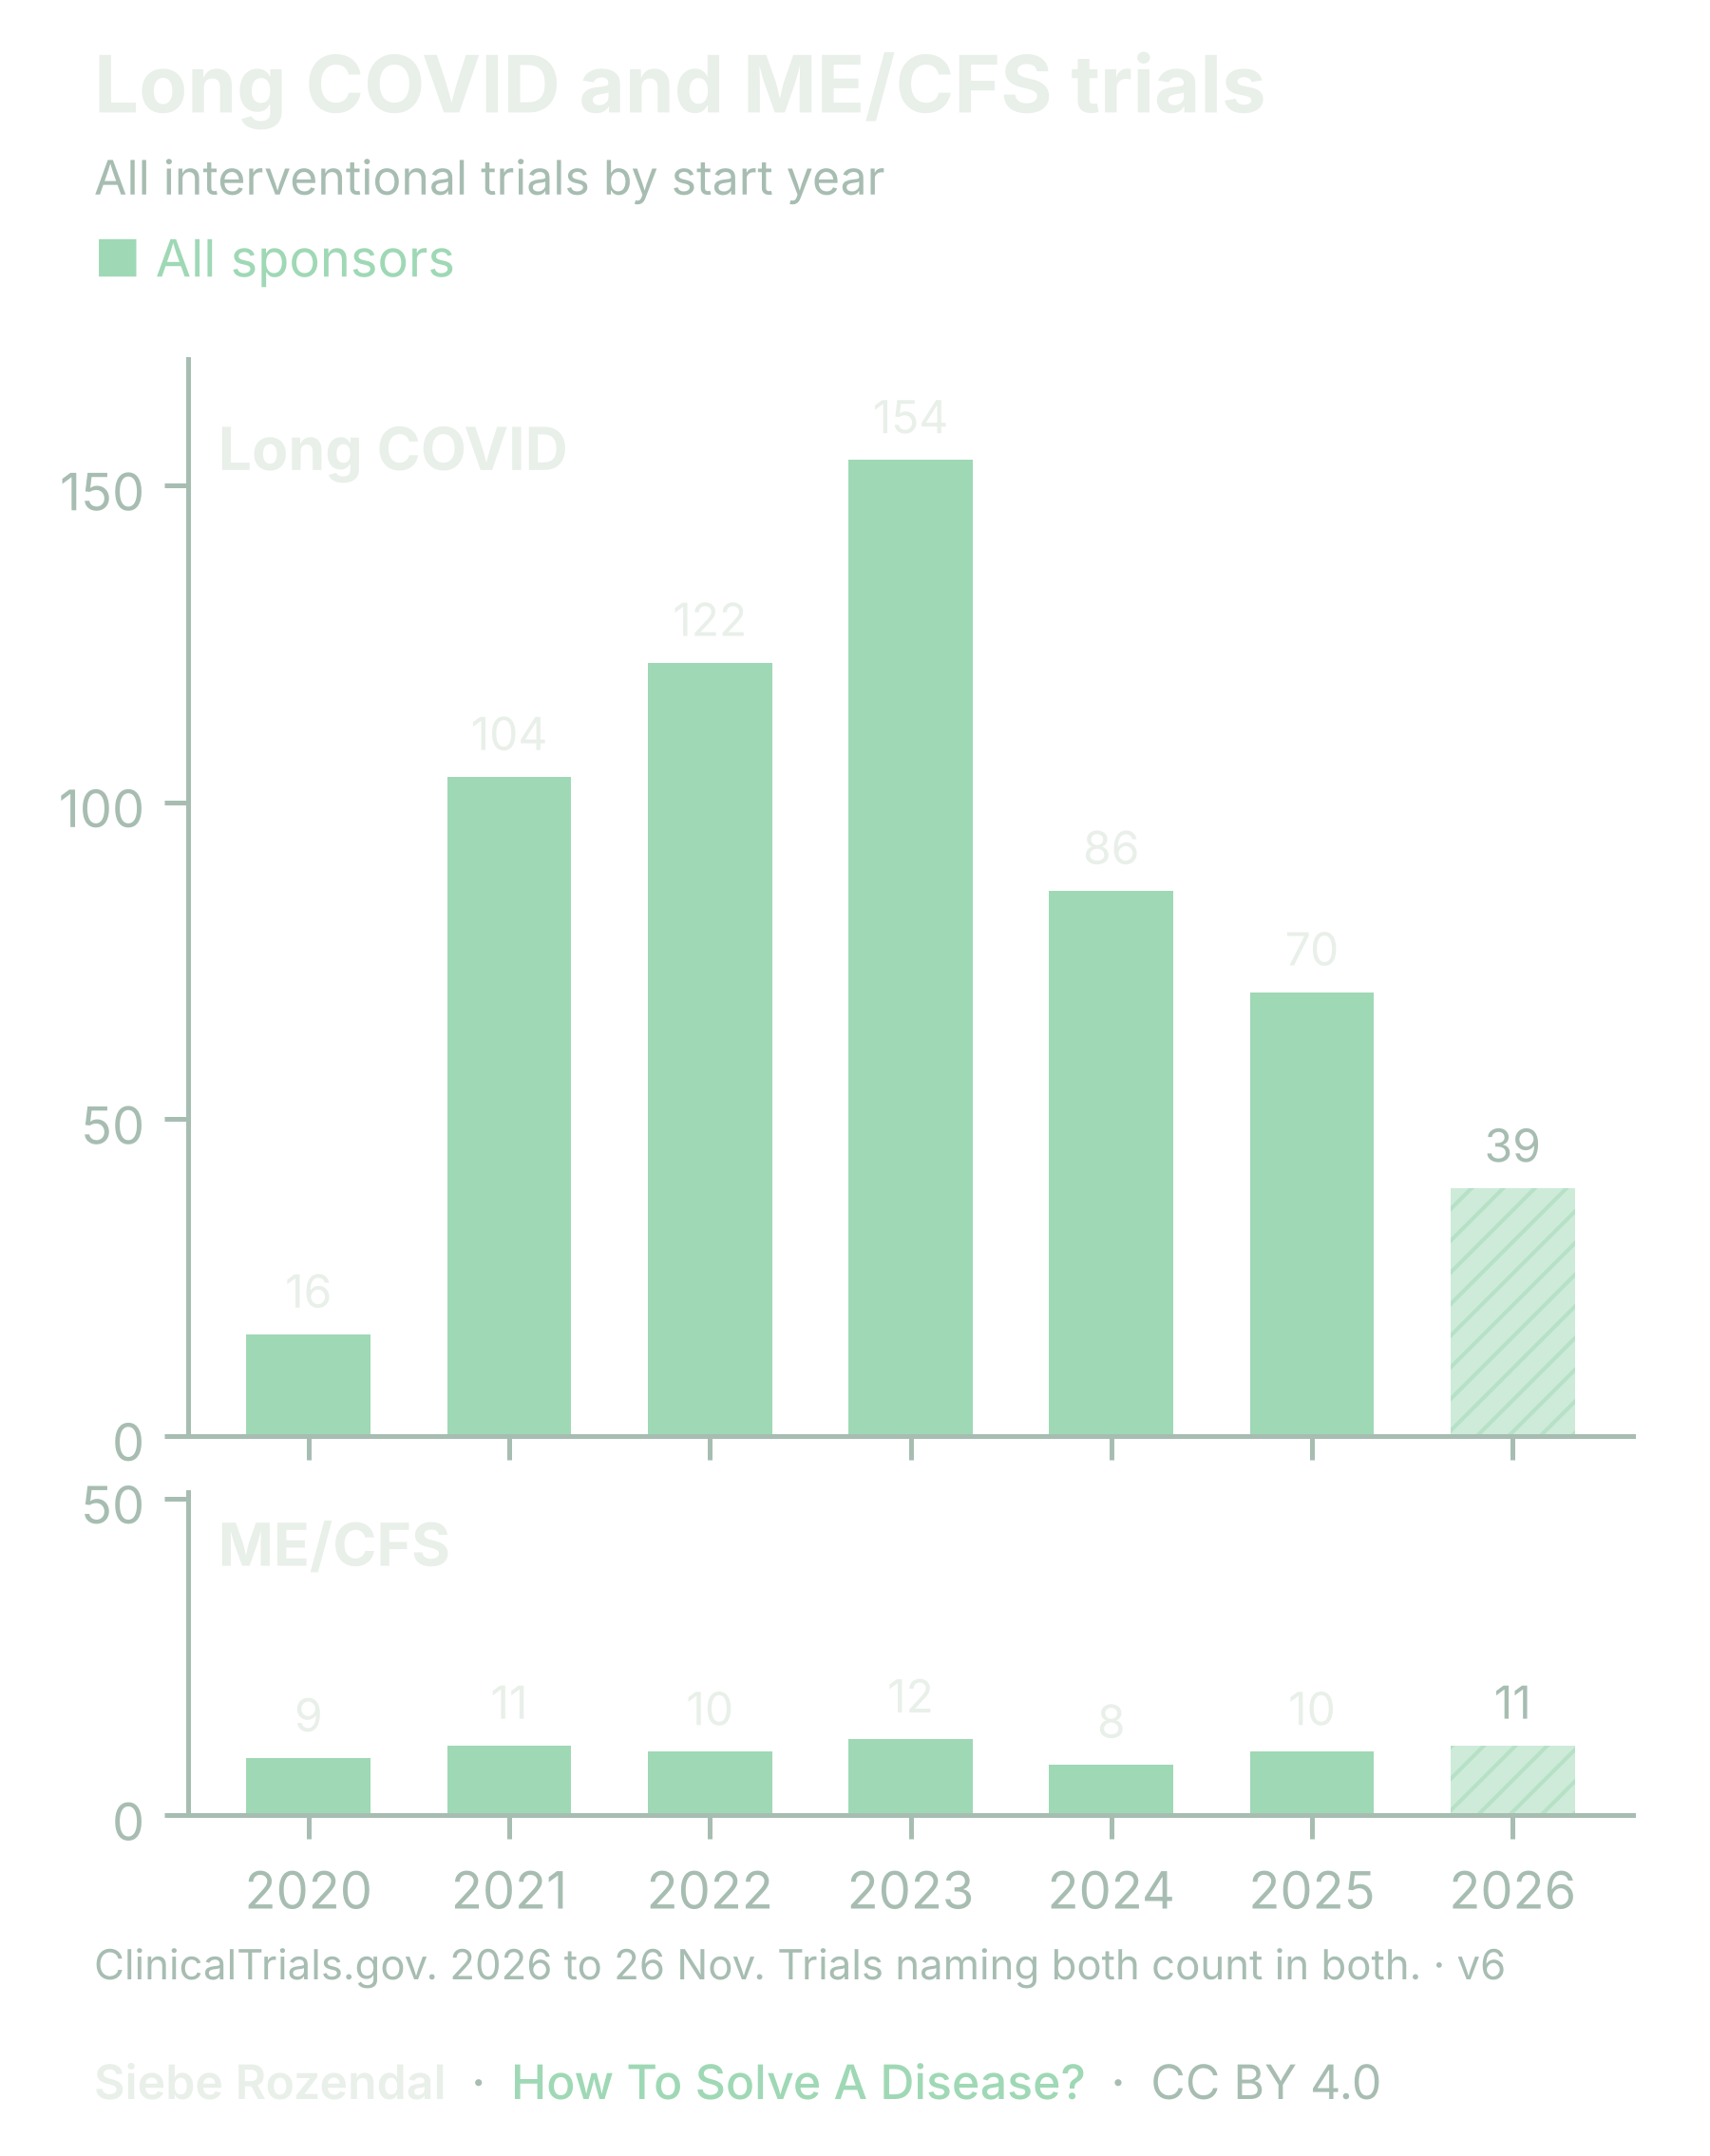 Long COVID and ME/CFS trials
All interventional trials by start year
All sponsors
Long COVID
154
150
122
104
100
86
70
50
39
16
0
50
ME/CFS
9
11
10
12
8
10
11
0
2020 2021 2022 2023 2024 2025 2026
ClinicalTrials.gov. 2026 to 26 Nov. Trials naming both count in both. · v6
Siebe Rozendal · How To Solve A Disease? · CC BY 4.0